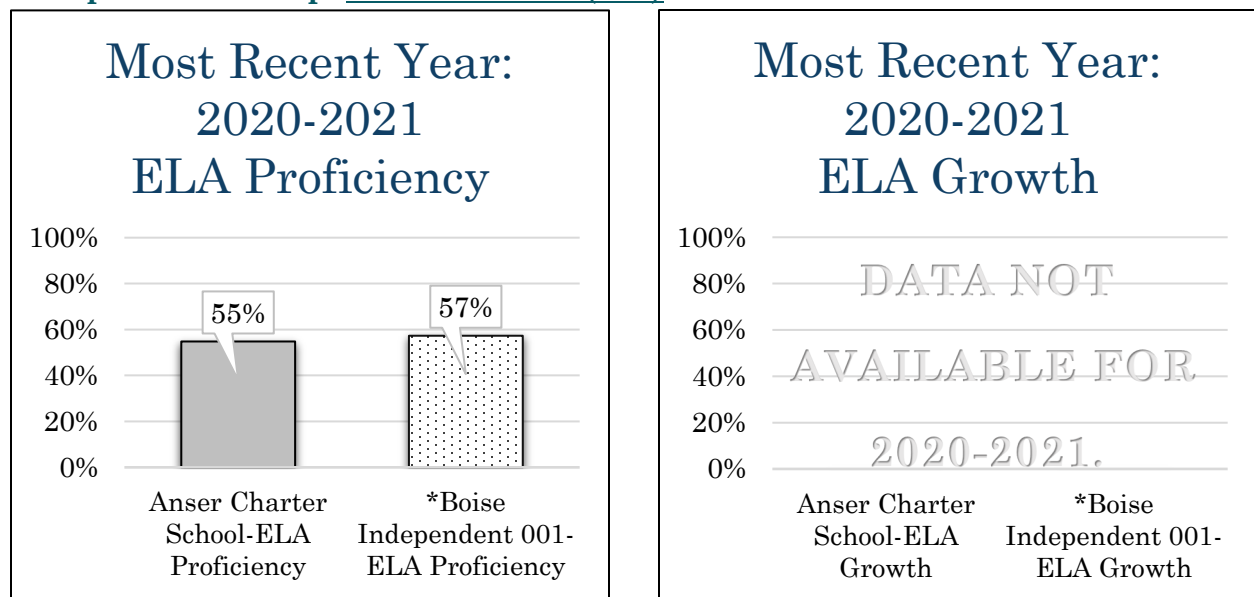 Most Recent Year:
2020-2021
ELA Proficiency
100%
80%
60%
40%
20%
0%
55%
57%
Anser Charter
School-ELA
Proficiency
*Boise
Independent 001-
ELA Proficiency
Most Recent Year:
2020-2021
ELA Growth
100%
80%
60%
40%
20%
0%
DATA NOT
AVAILABLE FOR
2020-2021.
Anser Charter
School-ELA
Growth
*Boise
Independent 001-
ELA Growth